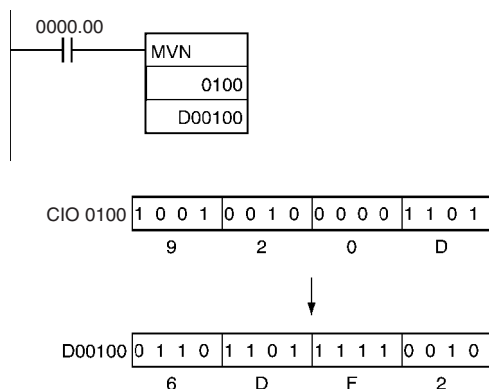 0000.00
MVN
0100
D00100
CIO 0100 1 0 0 1 0 0 1 0 0 0 0 0 1 1 0 1
9 2 0 D
D00100 0 1 1 0 1 1 0 1 1 1 1 1 0 0 1 0
6 D F 2